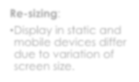 Re-sizing:
•Display in static and
mobile devices differ
due to variation of
screen size.